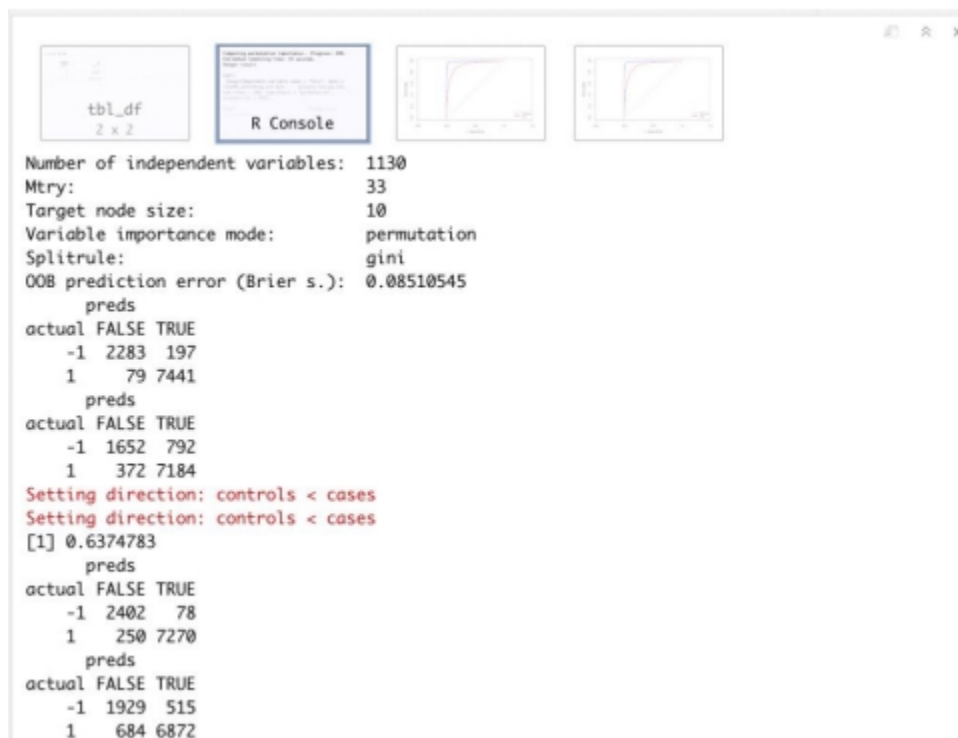 tbl_df
2 x 2
R Console
Number of independent variables:  1130
Mtry:                             33
Target node size:                 10
Variable importance mode:         permutation
Splitrule:                        gini
OOB prediction error (Brier s.):  0.08510545
      preds
actual FALSE TRUE
    -1  2283  197
    1     79 7441
      preds
actual FALSE TRUE
    -1  1652  792
    1    372 7184
Setting direction: controls < cases
Setting direction: controls < cases
[1] 0.6374783
      preds
actual FALSE TRUE
    -1  2402   78
    1    250 7270
      preds
actual FALSE TRUE
    -1  1929  515
    1    684 6872